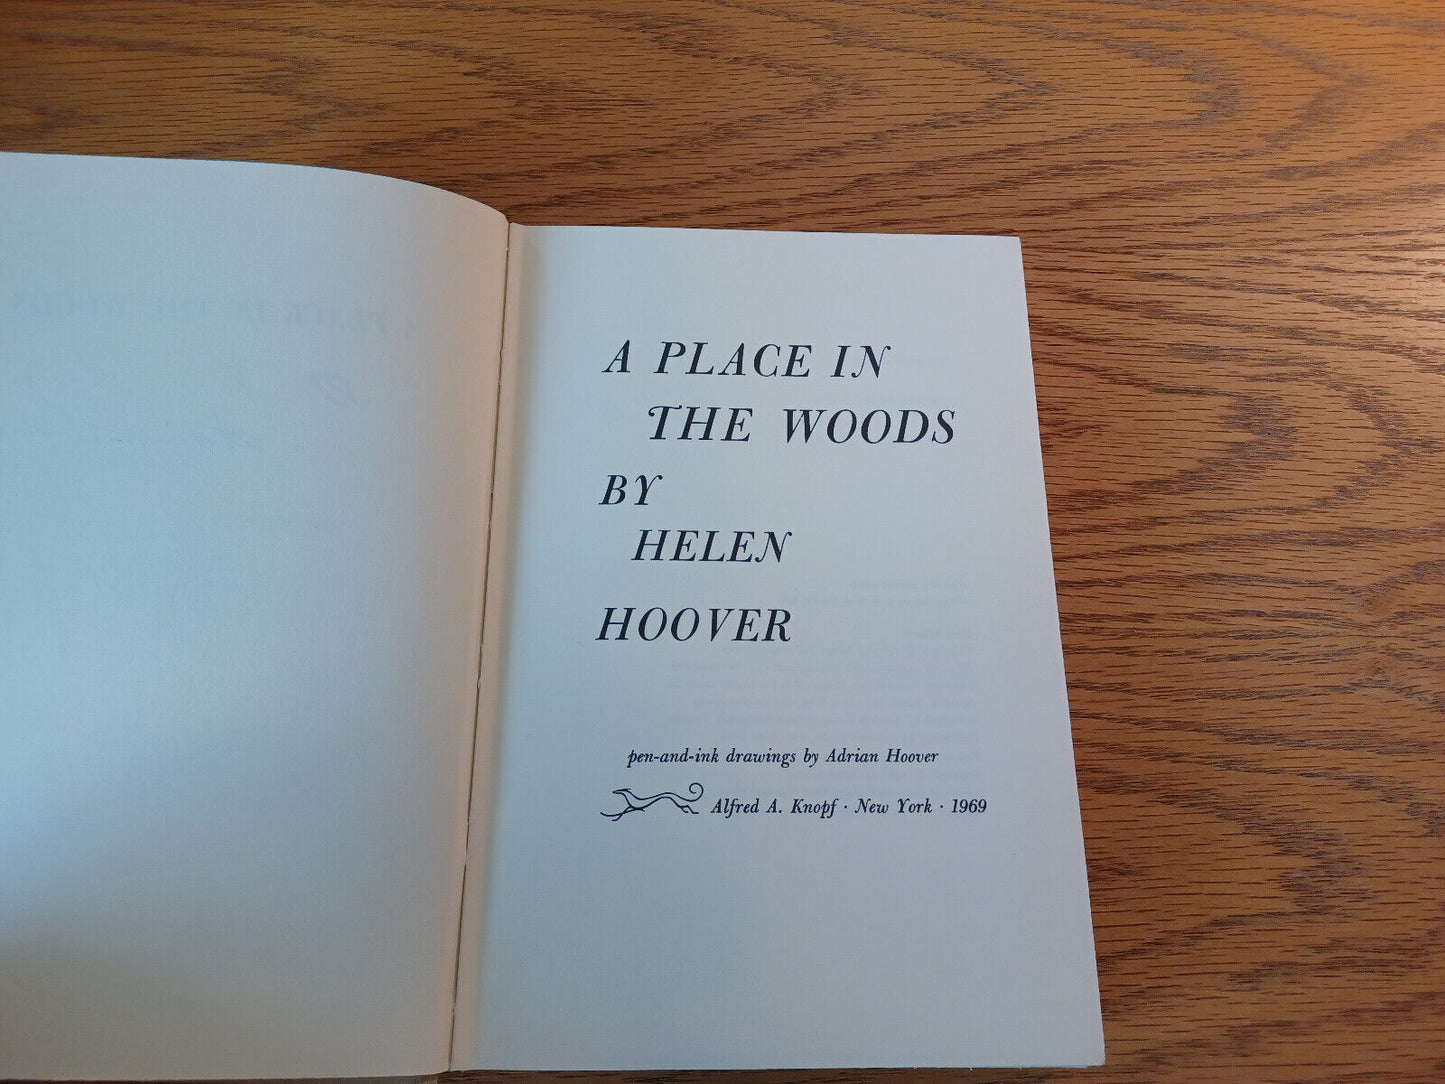 A PLACE IN
THE WOODS
BY
HELEN
HOOVER
pen-and-ink drawings by Adrian Hoover
Alfred A. Knopf · New York · 1969